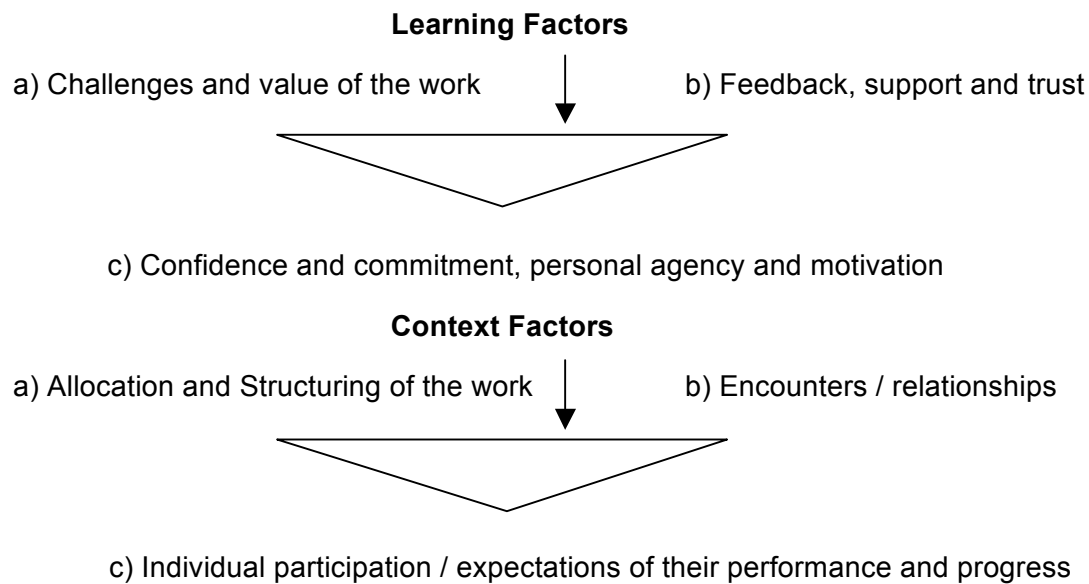 Learning Factors
a) Challenges and value of the work
b) Feedback, support and trust
c) Confidence and commitment, personal agency and motivation
Context Factors
a) Allocation and Structuring of the work
b) Encounters / relationships
c) Individual participation / expectations of their performance and progress